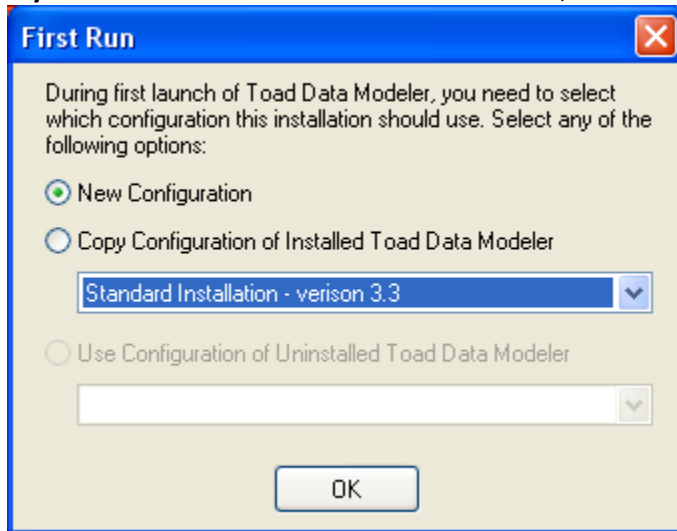 First Run
During first launch of Toad Data Modeler, you need to select
which configuration this installation should use. Select any of the
following options:
New Configuration
Copy Configuration of Installed Toad Data Modeler
Standard Installation - verison 3.3
Use Configuration of Uninstalled Toad Data Modeler
OK